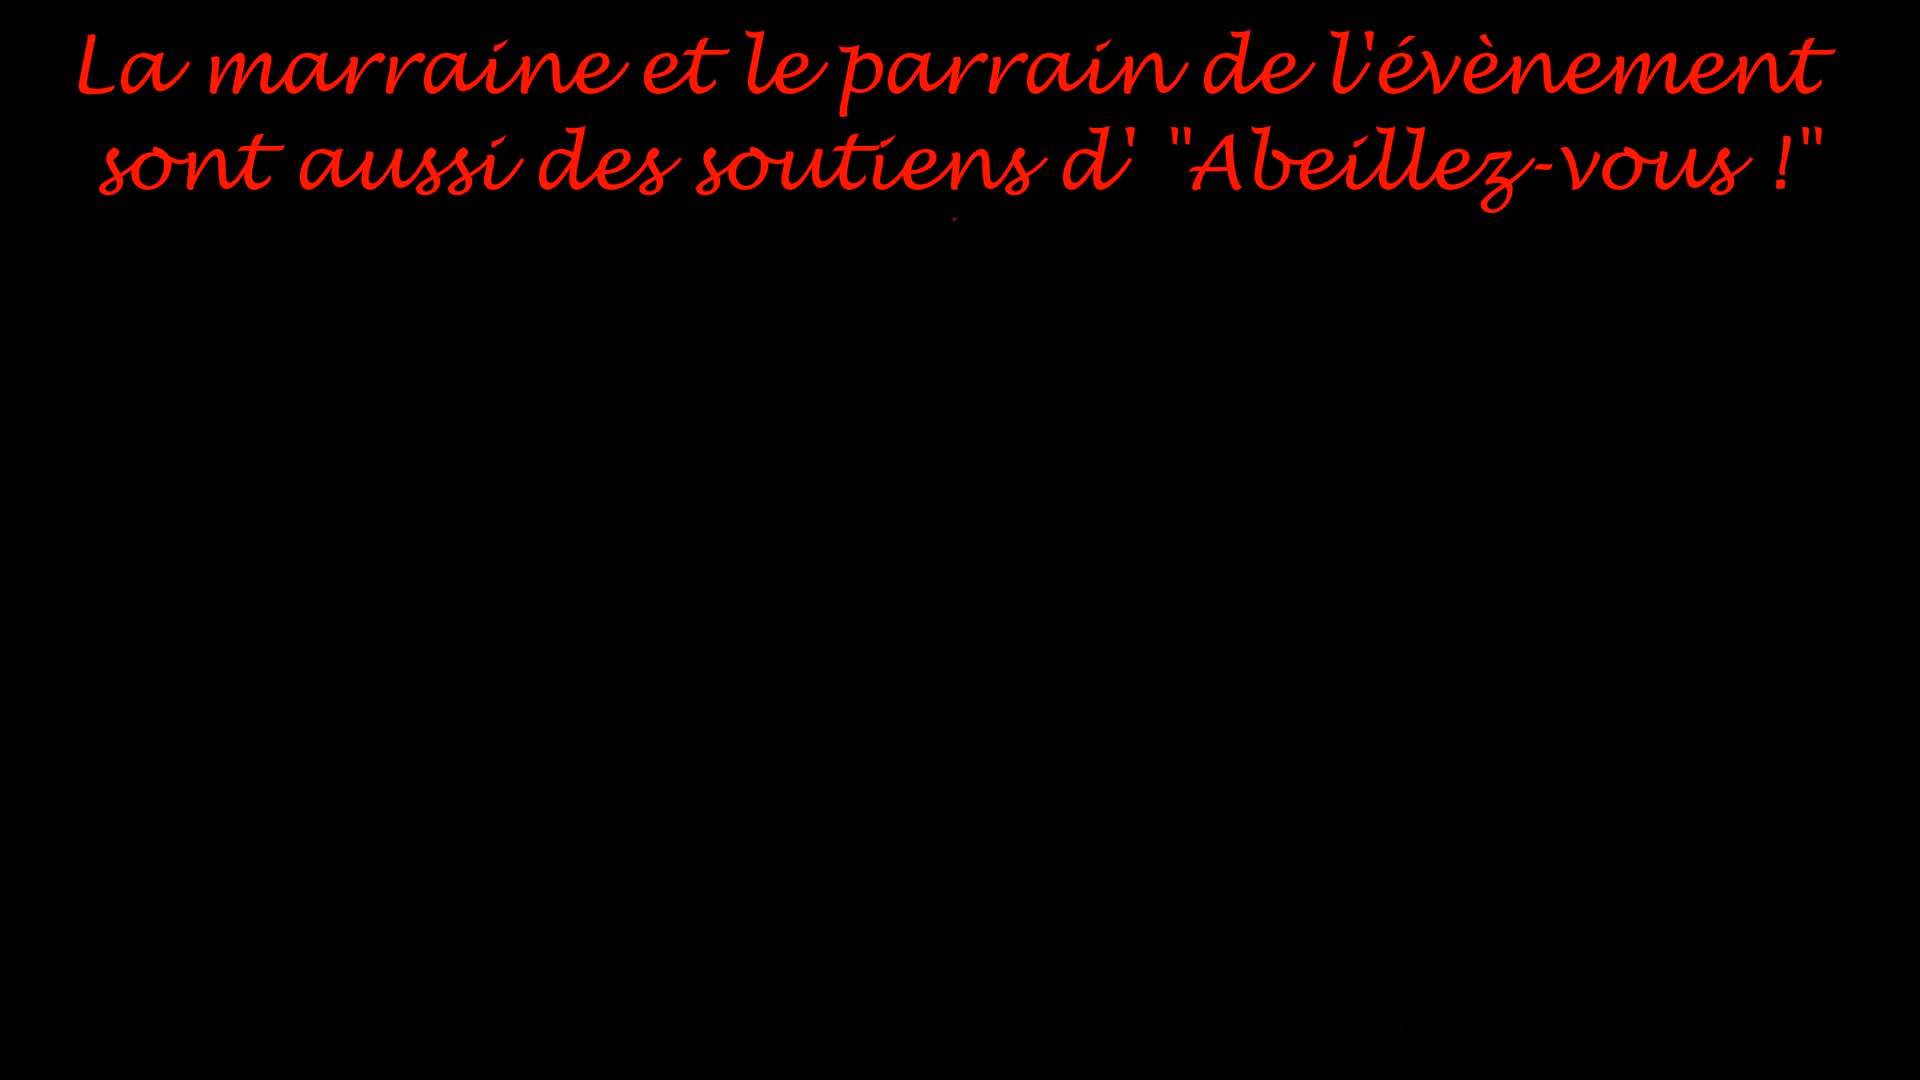 La marraine et le parrain de l'évènement
sont aussi des soutiens d' "Abeillez-vous !"